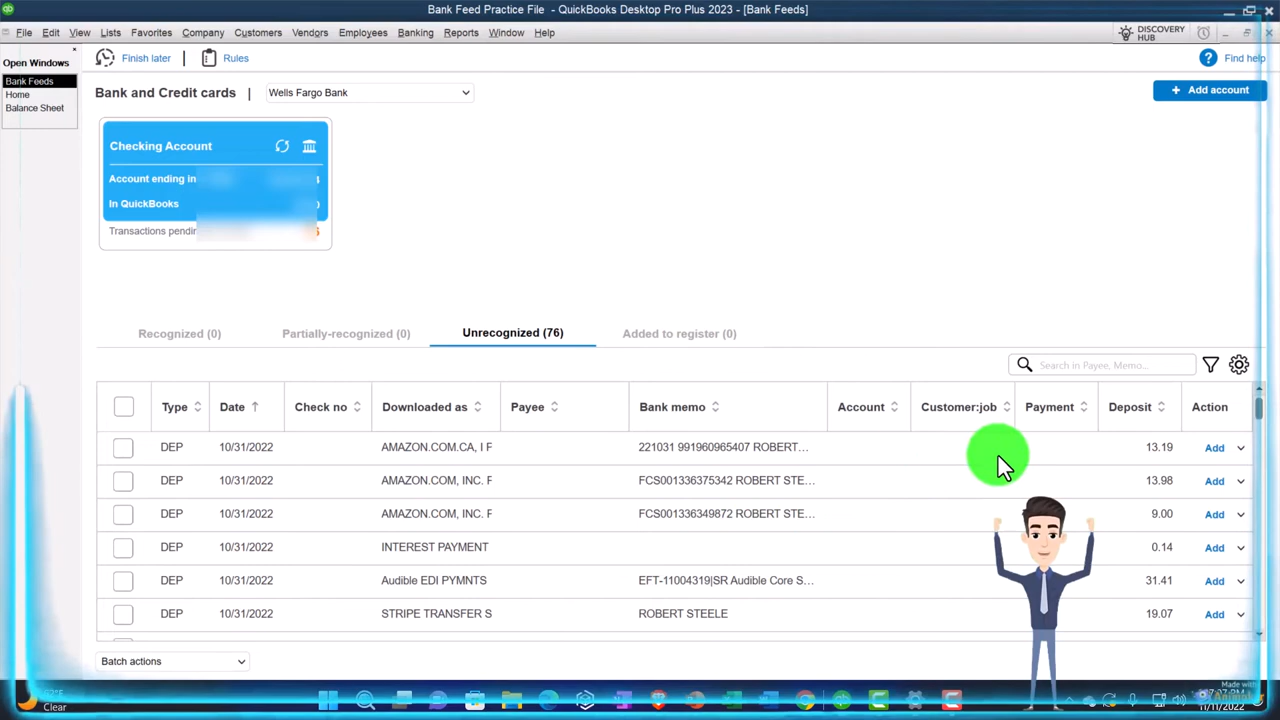 Bank Feed Practice File - QuickBooks Desktop Pro Plus 2023 - [Bank Feeds]
File Edit View Lists Favorites Company Customers Vendors Employees Banking Reports Window Help
DISCOVERY HUB
Open Windows
Bank Feeds
Home
Balance Sheet
Finish later | Rules
Find help
Bank and Credit cards | Wells Fargo Bank
+ Add account
Checking Account
Account ending in
In QuickBooks
Recognized (0) Partially-recognized (0) Unrecognized (76) Added to register (0)
Search in Payee, Memo...
Type Date Check no Downloaded as Payee Bank memo Account Customer:job Payment Deposit Action
DEP 10/31/2022 AMAZON.COM.CA, I F 221031 991960965407 ROBERT... 13.19 Add
DEP 10/31/2022 AMAZON.COM, INC. F FCS001336375342 ROBERT STE... 13.98 Add
DEP 10/31/2022 AMAZON.COM, INC. F FCS001336349872 ROBERT STE... 9.00 Add
DEP 10/31/2022 INTEREST PAYMENT 0.14 Add
DEP 10/31/2022 Audible EDI PYMNTS EFT-11004319|SR Audible Core S... 31.41 Add
DEP 10/31/2022 STRIPE TRANSFER S ROBERT STEELE 19.07 Add
Batch actions
Made with
Clear
11/11/2022